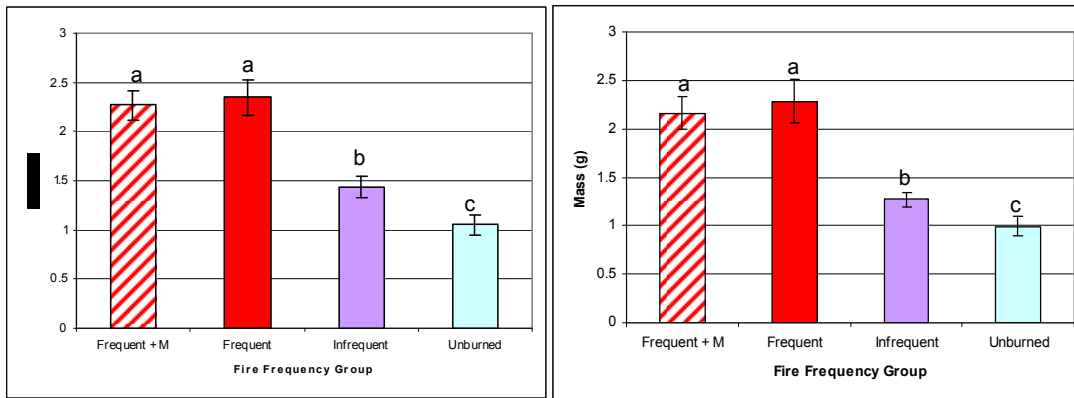 3
2.5
2
1.5
1
0.5
0
a
a
b
c
Frequent + M
Frequent
Infrequent
Unburned
Fire Frequency Group
Mass (g)
3
2.5
2
1.5
1
0.5
0
a
a
b
c
Frequent + M
Frequent
Infrequent
Unburned
Fire Frequency Group